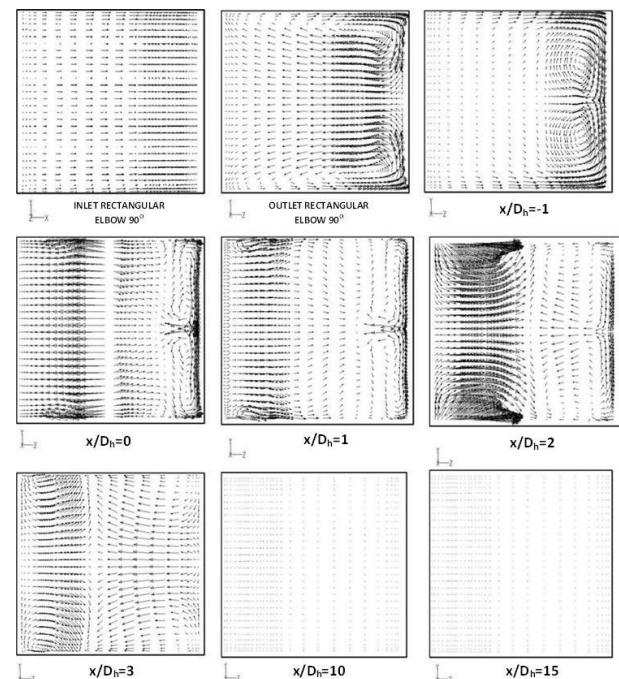 INLET RECTANGULAR
ELBOW 90°
OUTLET RECTANGULAR
ELBOW 90°
x/Dₕ=-1
x/Dₕ=0
x/Dₕ=1
x/Dₕ=2
x/Dₕ=3
x/Dₕ=10
x/Dₕ=15